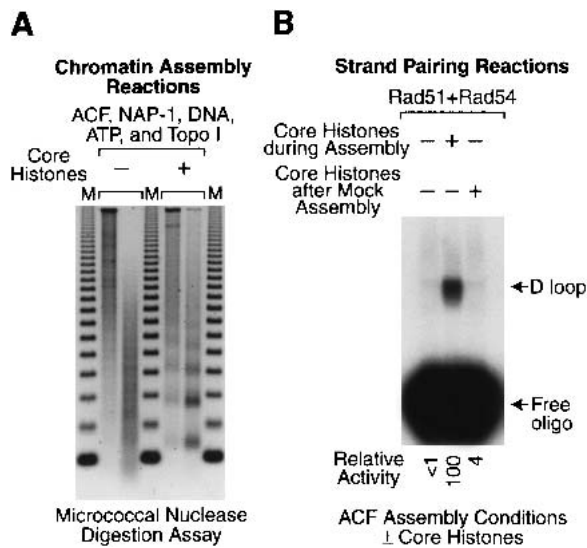 A
Chromatin Assembly
Reactions
ACF, NAP-1, DNA,
ATP, and Topo I
Core
Histones
– +
M M M
Micrococcal Nuclease
Digestion Assay
B
Strand Pairing Reactions
Rad51+Rad54
Core Histones
during Assembly
– + –
Core Histones
after Mock
Assembly
– – +
D loop
Free
oligo
Relative
Activity
<1 100 4
ACF Assembly Conditions
± Core Histones